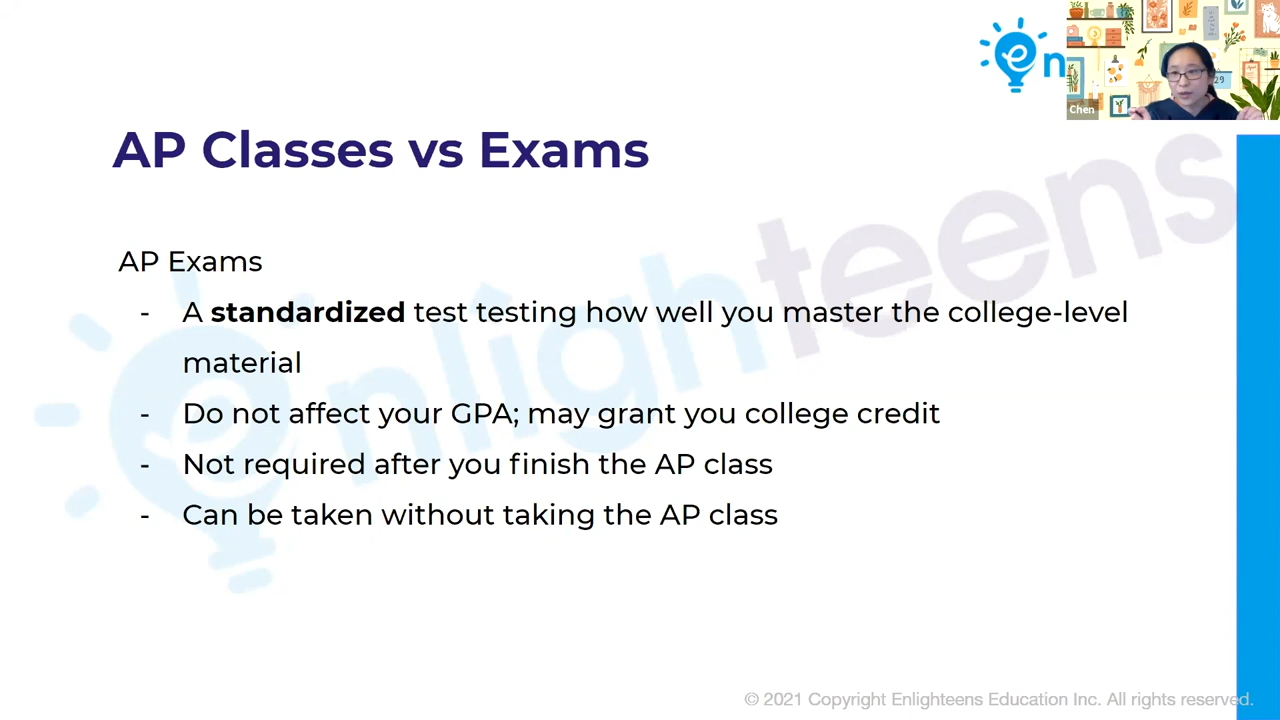 en
Chen
29
AP Classes vs Exams
AP Exams
- A standardized test testing how well you master the college-level
material
- Do not affect your GPA; may grant you college credit
- Not required after you finish the AP class
- Can be taken without taking the AP class
enlighteens
© 2021 Copyright Enlighteens Education Inc. All rights reserved.